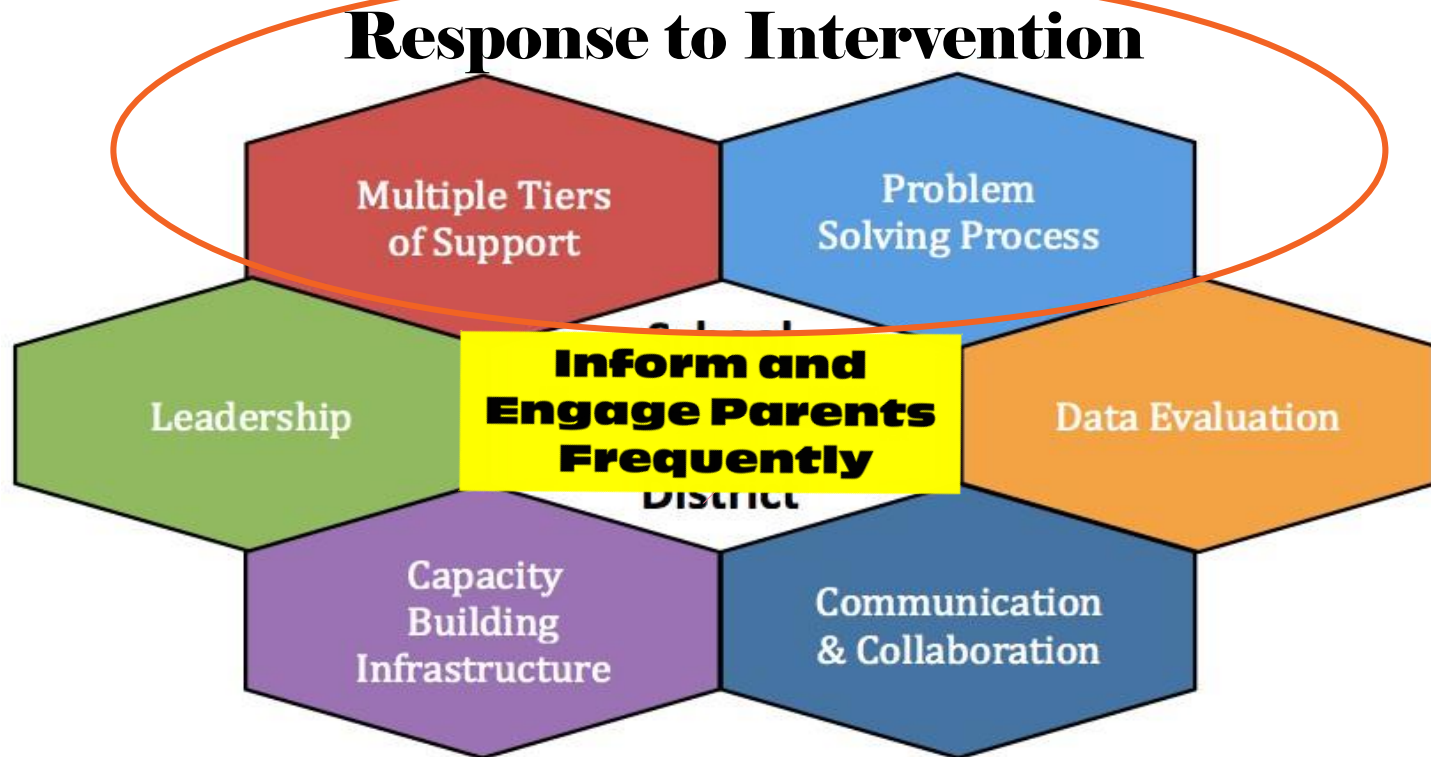 Response to Intervention
Multiple Tiers
of Support
Problem
Solving Process
Leadership
Inform and
Engage Parents
Frequently
District
Data Evaluation
Capacity
Building
Infrastructure
Communication
& Collaboration